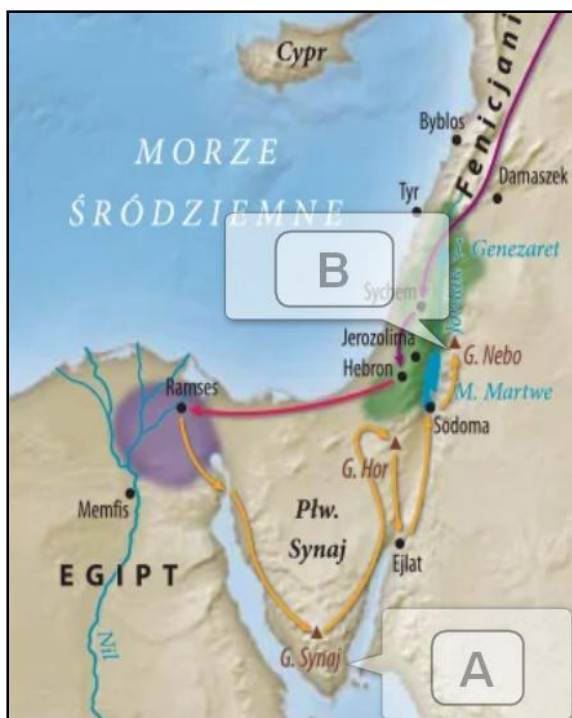 Cypr
Fenicjani
Byblos
MORZE
Damaszek
Tyr
ŚRÓDZIEMNE
B
Genezaret
Sychem
Jordan
Jerozolima
G. Nebo
Hebron
Ramses
M. Martwe
Sodoma
G. Hor
Memfis
Płw.
Synaj
Ejlat
EGIPT
Nil
G. Synaj
A